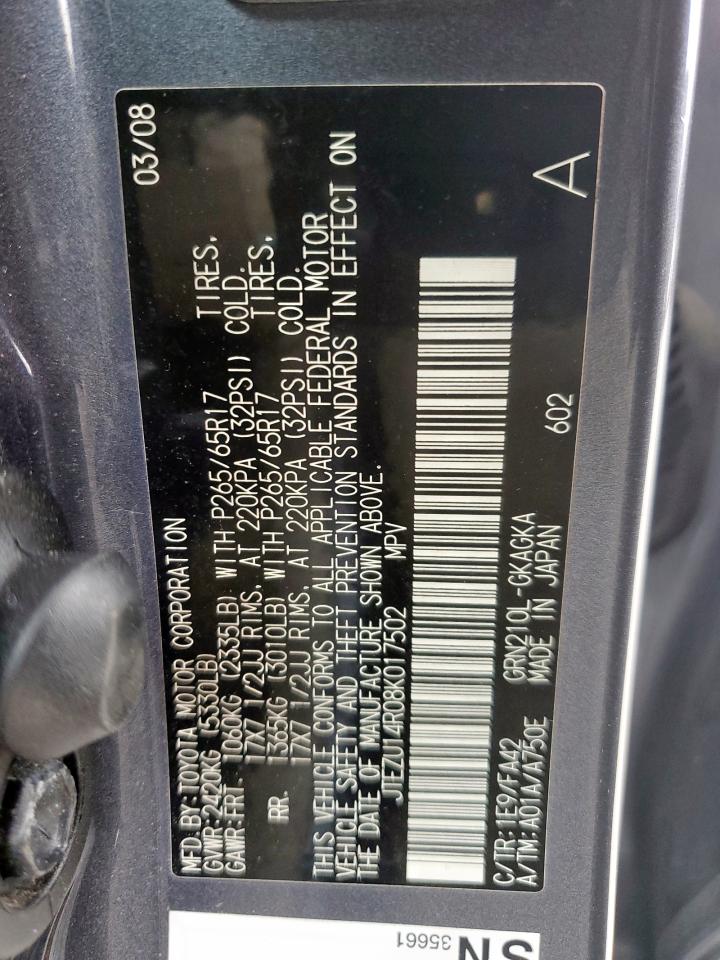 MFD. BY: TOYOTA MOTOR CORPORATION 03/08
GVWR: 2420KG (5330LB)
GAWR: FRT. 1060KG (2335LB) WITH P265/65R17 TIRES,
17X7 1/2JJ RIMS, AT 220KPA (32PSI) COLD.
RR. 1365KG (3010LB) WITH P265/65R17 TIRES,
17X7 1/2JJ RIMS, AT 220KPA (32PSI) COLD.
THIS VEHICLE CONFORMS TO ALL APPLICABLE FEDERAL MOTOR
VEHICLE SAFETY AND THEFT PREVENTION STANDARDS IN EFFECT ON
THE DATE OF MANUFACTURE SHOWN ABOVE.
JTEZU14R08K017502 MPV
C/TR: 1E9/FA42 GRN210L-GKAGKA
A/TM: A01A/A750E MADE IN JAPAN 602 A
SN
35661